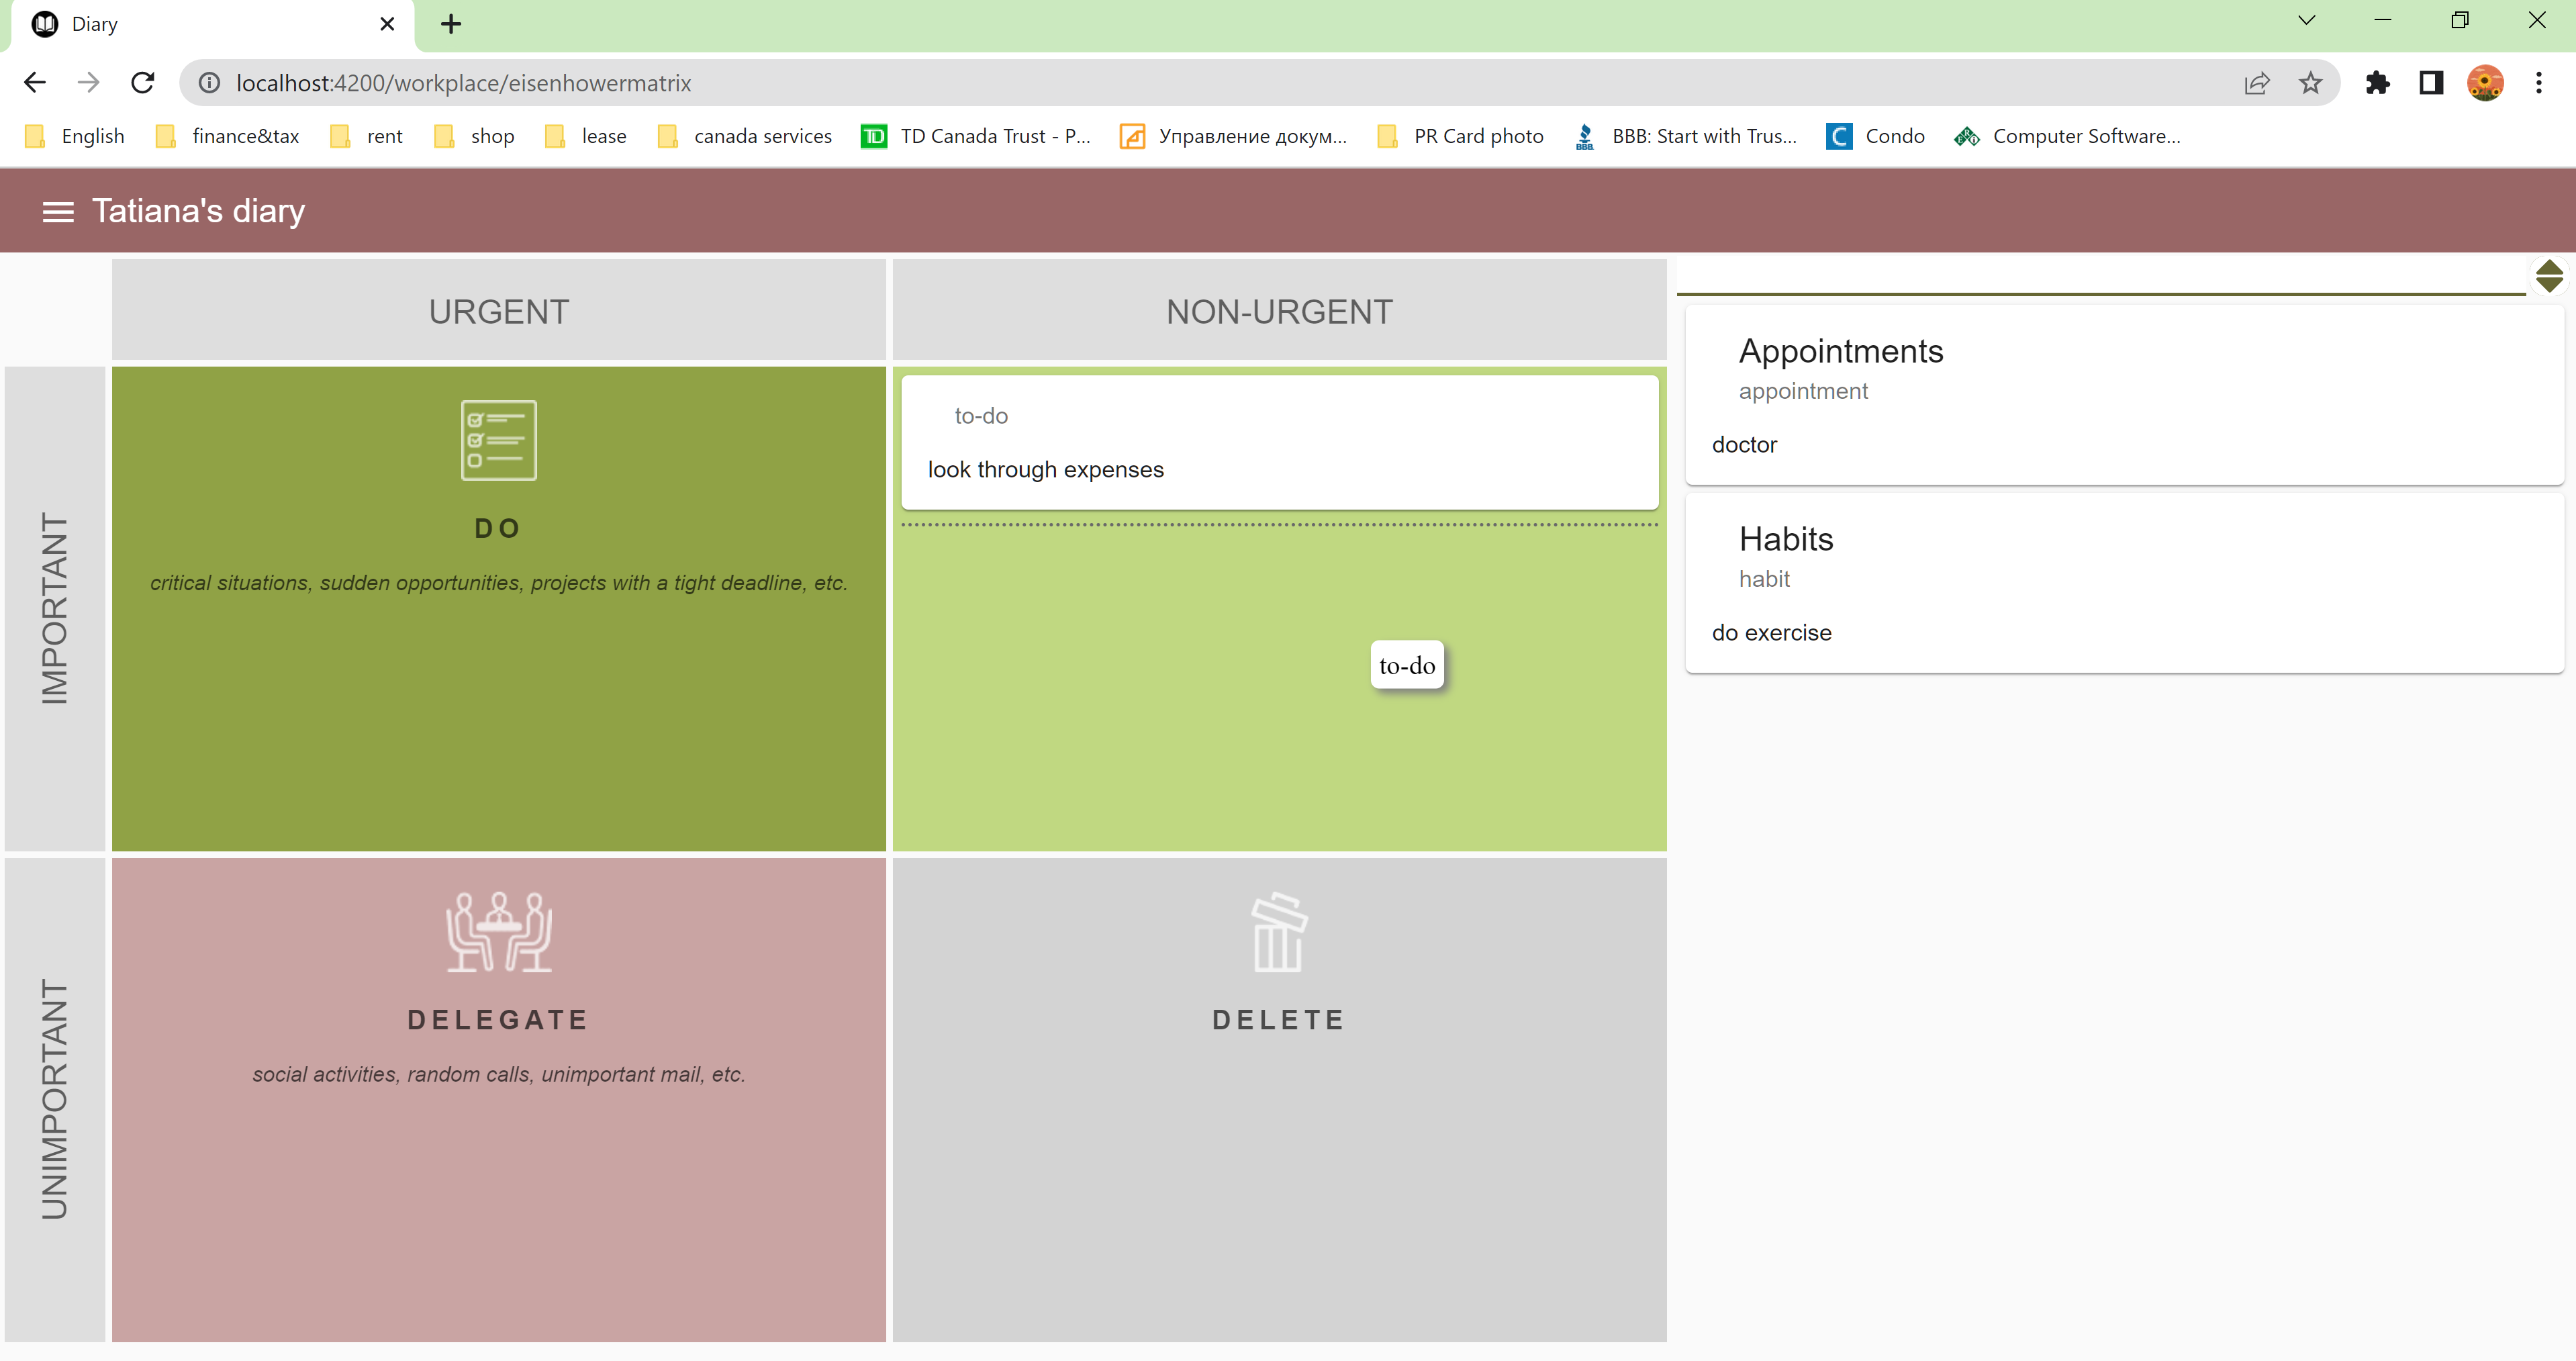 Diary
localhost:4200/workplace/eisenhowermatrix
English finance&tax rent shop lease canada services TD TD Canada Trust - P... Управление докум... PR Card photo BBB BBB: Start with Trus... C Condo ERI Computer Software...
Tatiana's diary
URGENT
NON-URGENT
IMPORTANT
DO
critical situations, sudden opportunities, projects with a tight deadline, etc.
to-do
look through expenses
to-do
UNIMPORTANT
DELEGATE
social activities, random calls, unimportant mail, etc.
DELETE
Appointments
appointment
doctor
Habits
habit
do exercise